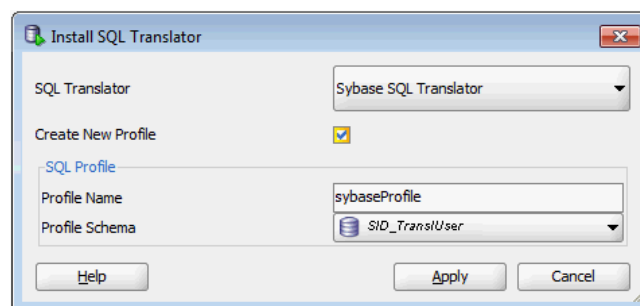 Install SQL Translator
SQL Translator Sybase SQL Translator
Create New Profile
SQL Profile
Profile Name sybaseProfile
Profile Schema SID_TranslUser
Help Apply Cancel